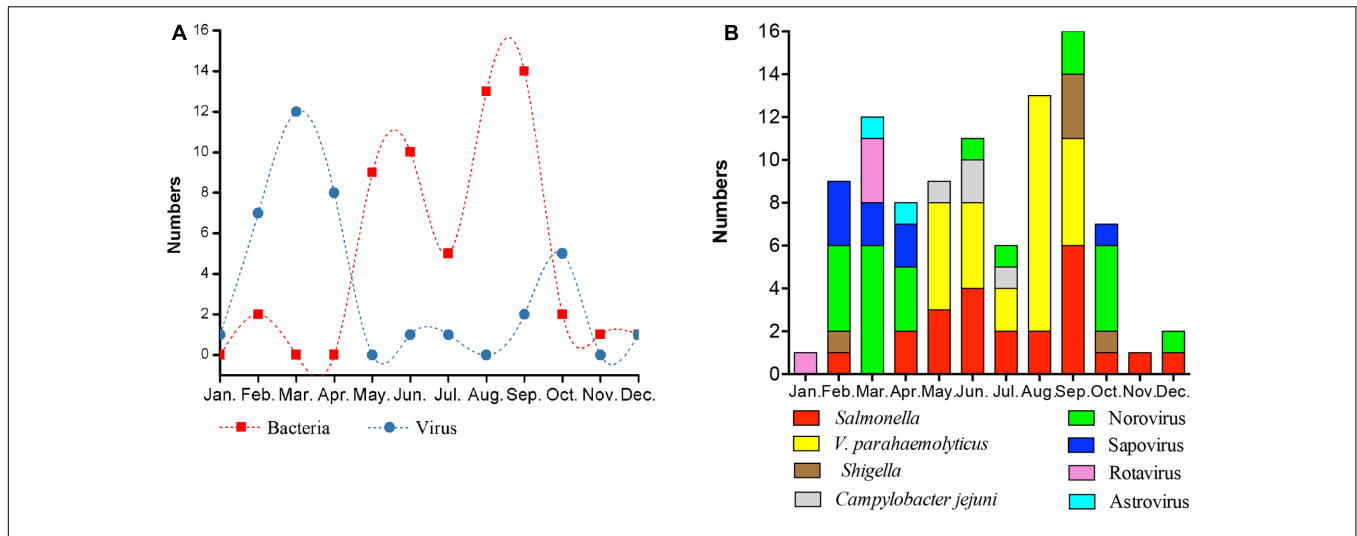 A
16
14
12
10
8
6
4
2
0
Numbers
Jan. Feb. Mar. Apr. May. Jun. Jul. Aug. Sep. Oct. Nov. Dec.
Bacteria Virus
B
16
14
12
10
8
6
4
2
0
Numbers
Jan. Feb. Mar. Apr. May. Jun. Jul. Aug. Sep. Oct. Nov. Dec.
Salmonella Norovirus
V. parahaemolyticus Sapovirus
Shigella Rotavirus
Campylobacter jejuni Astrovirus